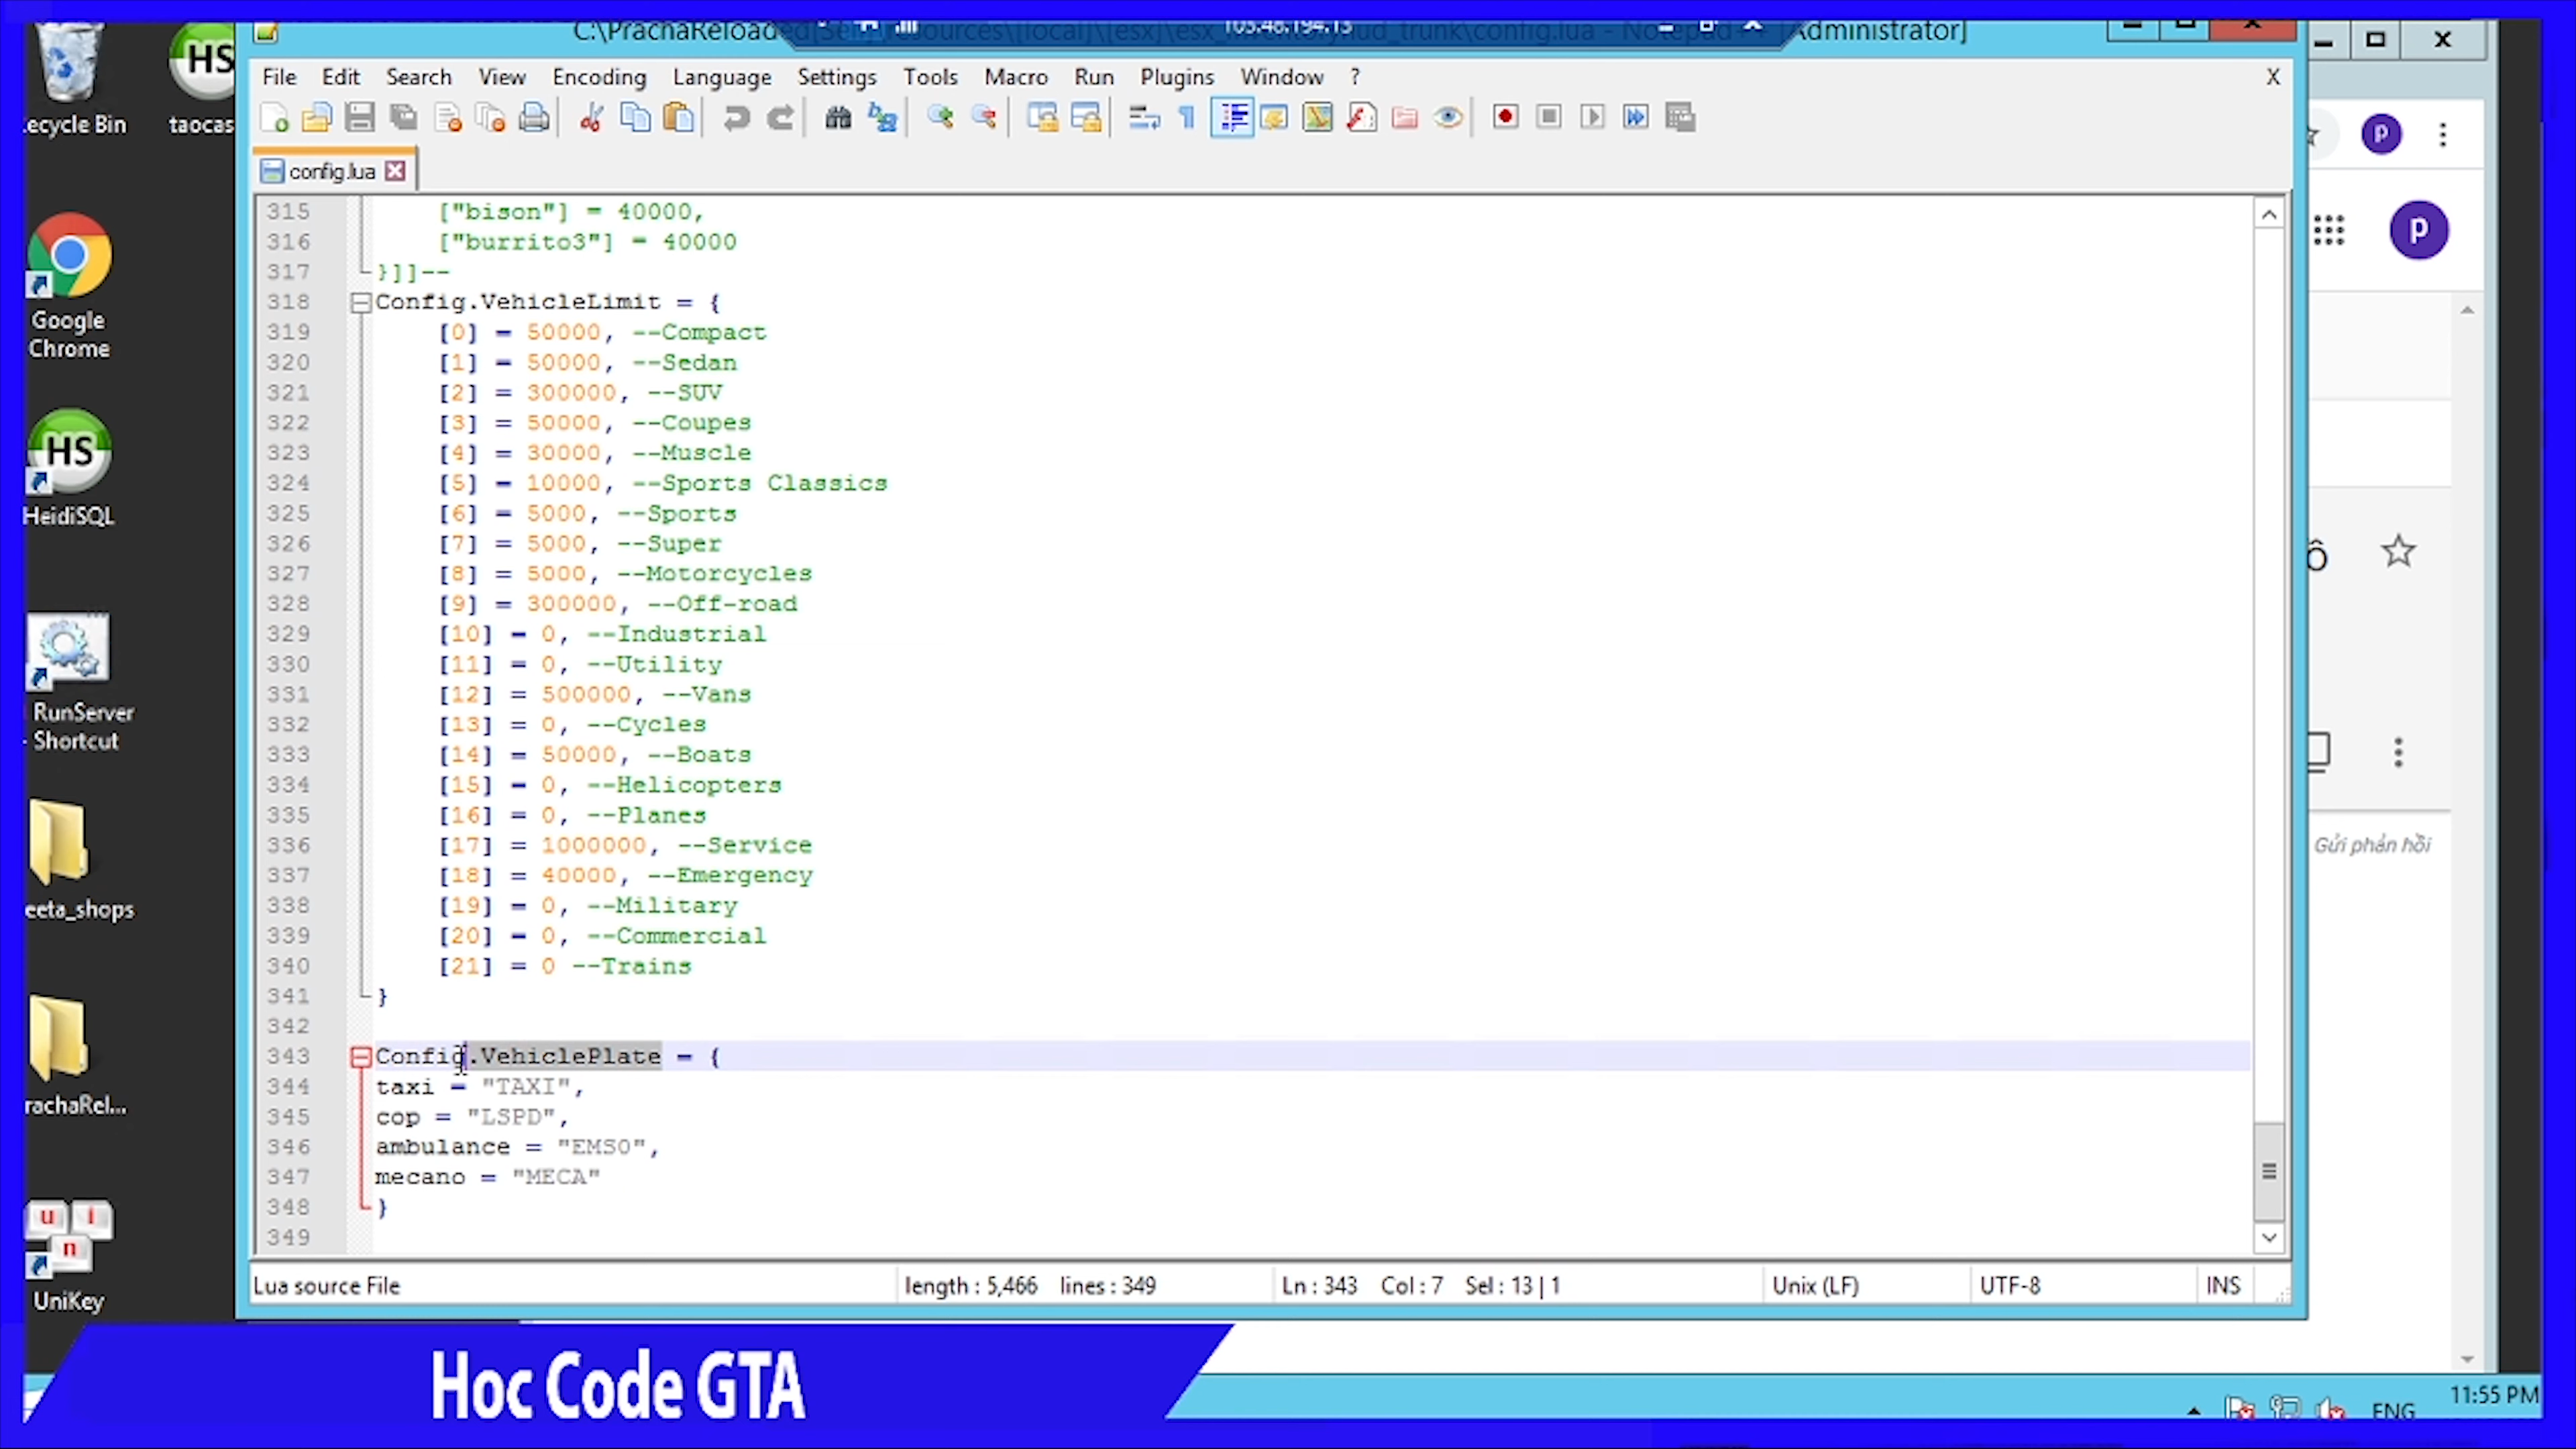 ecycle Bin
HS
taocas
Google
Chrome
HS
HeidiSQL
RunServer
- Shortcut
eeta_shops
rachaRel...
u i
n
UniKey
File Edit Search View Encoding Language Settings Tools Macro Run Plugins Window ? X
config.lua
315 ["bison"] = 40000,
316 ["burrito3"] = 40000
317 }]]--
318 Config.VehicleLimit = {
319 [0] = 50000, --Compact
320 [1] = 50000, --Sedan
321 [2] = 300000, --SUV
322 [3] = 50000, --Coupes
323 [4] = 30000, --Muscle
324 [5] = 10000, --Sports Classics
325 [6] = 5000, --Sports
326 [7] = 5000, --Super
327 [8] = 5000, --Motorcycles
328 [9] = 300000, --Off-road
329 [10] = 0, --Industrial
330 [11] = 0, --Utility
331 [12] = 500000, --Vans
332 [13] = 0, --Cycles
333 [14] = 50000, --Boats
334 [15] = 0, --Helicopters
335 [16] = 0, --Planes
336 [17] = 1000000, --Service
337 [18] = 40000, --Emergency
338 [19] = 0, --Military
339 [20] = 0, --Commercial
340 [21] = 0 --Trains
341 }
342
343 Config.VehiclePlate = {
344 taxi = "TAXI",
345 cop = "LSPD",
346 ambulance = "EMS0",
347 mecano = "MECA"
348 }
349
Lua source File length : 5,466 lines : 349 Ln : 343 Col : 7 Sel : 13 | 1 Unix (LF) UTF-8 INS
p
p
ô
Gửi phản hồi
Hoc Code GTA
11:55 PM
ENG